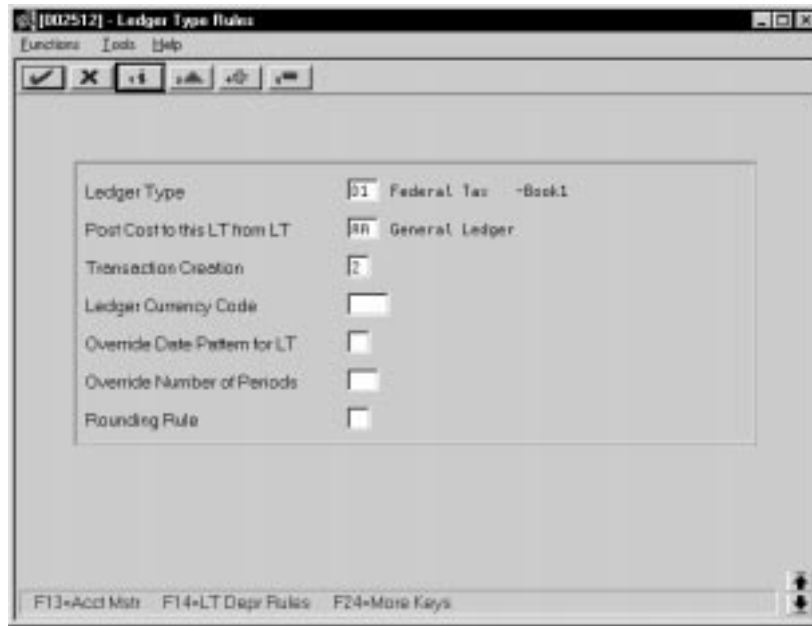 [002512] - Ledger Type Rules
Functions Tools Help
Ledger Type D1 Federal Tax -Book1
Post Cost to this LT from LT AA General Ledger
Transaction Creation 2
Ledger Currency Code
Override Date Pattern for LT
Override Number of Periods
Rounding Rule
F13=Acct Mstr F14=LT Depr Rules F24=More Keys